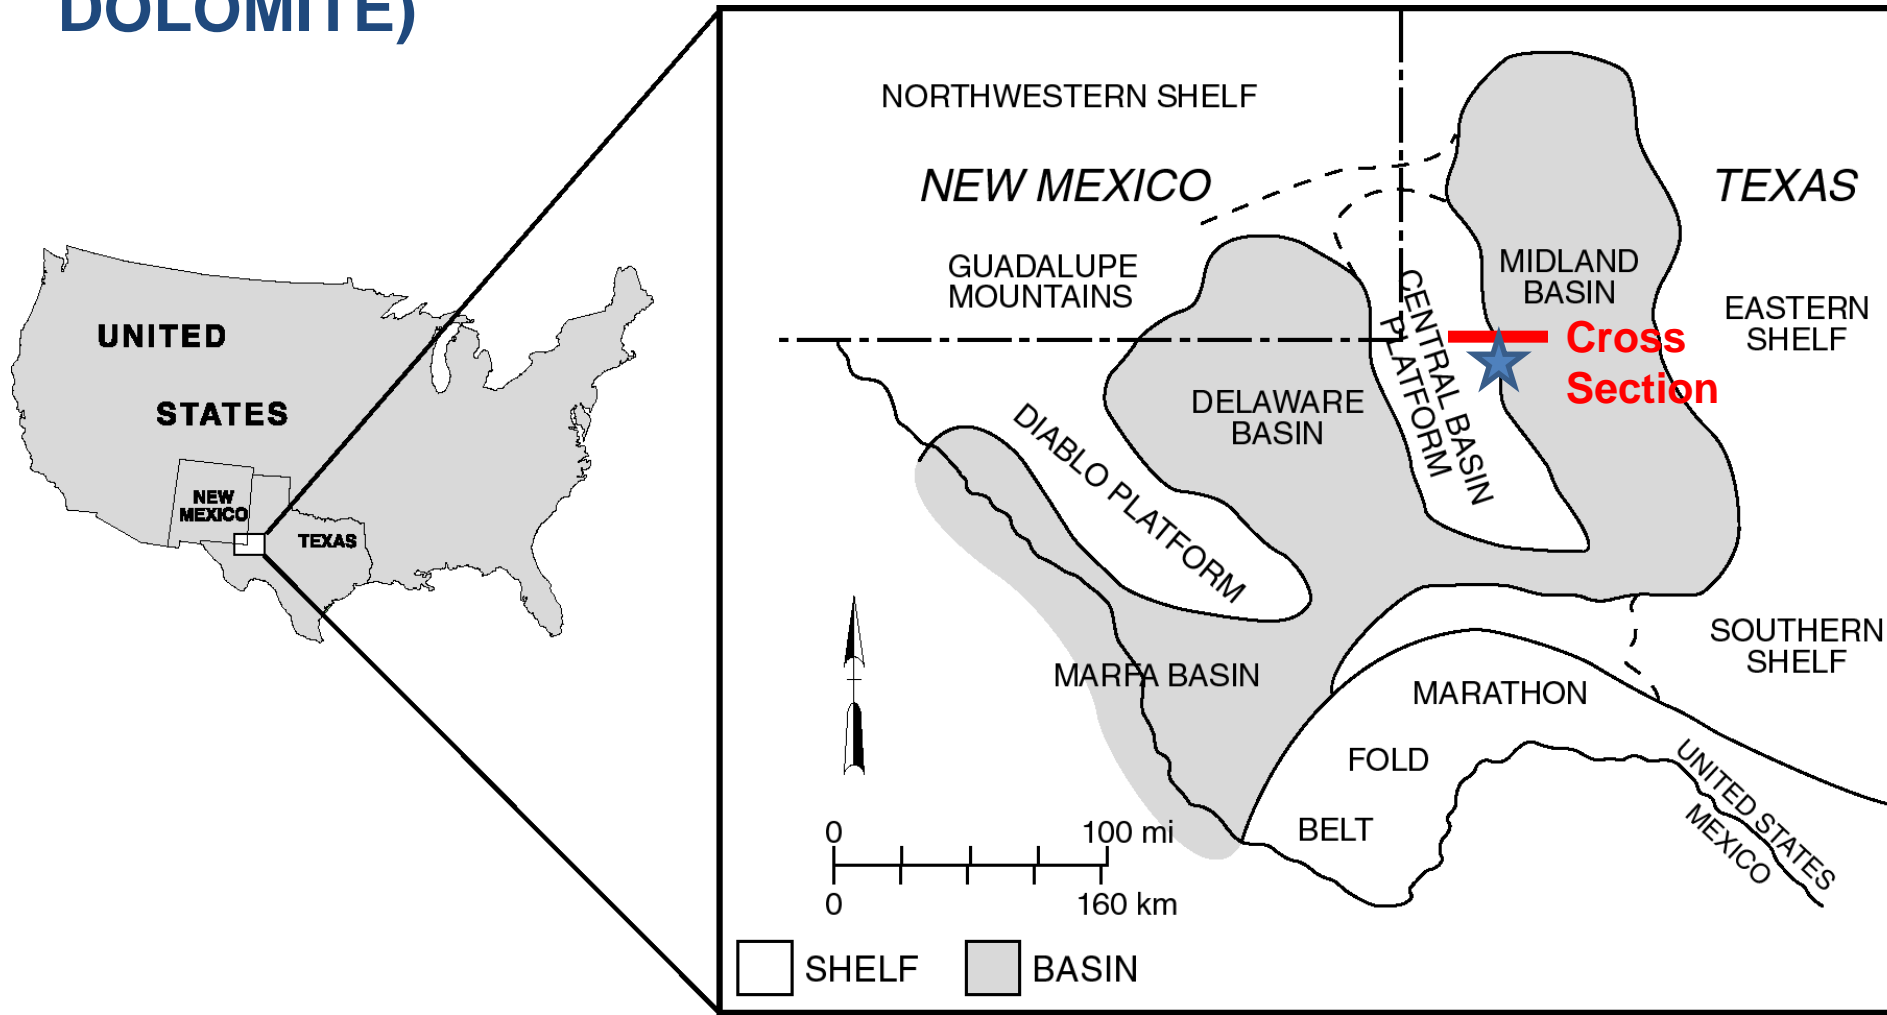 DOLOMITE)
NORTHWESTERN SHELF
NEW MEXICO
TEXAS
GUADALUPE
MOUNTAINS
MIDLAND
BASIN
EASTERN
SHELF
CENTRAL BASIN
PLATFORM
Cross
Section
DELAWARE
BASIN
DIABLO PLATFORM
MARFA BASIN
SOUTHERN
SHELF
MARATHON
FOLD
BELT
UNITED STATES
MEXICO
0
100 mi
0
160 km
SHELF
BASIN
UNITED
STATES
NEW
MEXICO
TEXAS